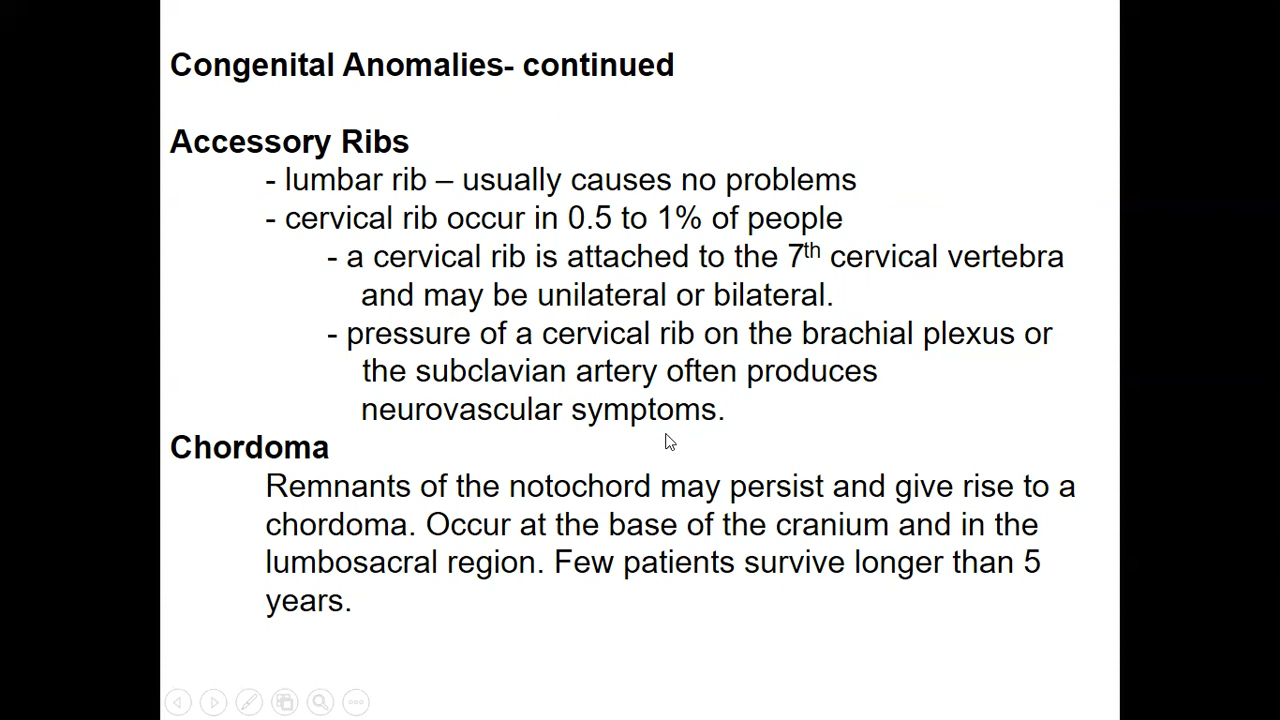 Congenital Anomalies- continued
Accessory Ribs
- lumbar rib – usually causes no problems
- cervical rib occur in 0.5 to 1% of people
- a cervical rib is attached to the 7th cervical vertebra
and may be unilateral or bilateral.
- pressure of a cervical rib on the brachial plexus or
the subclavian artery often produces
neurovascular symptoms.
Chordoma
Remnants of the notochord may persist and give rise to a
chordoma. Occur at the base of the cranium and in the
lumbosacral region. Few patients survive longer than 5
years.